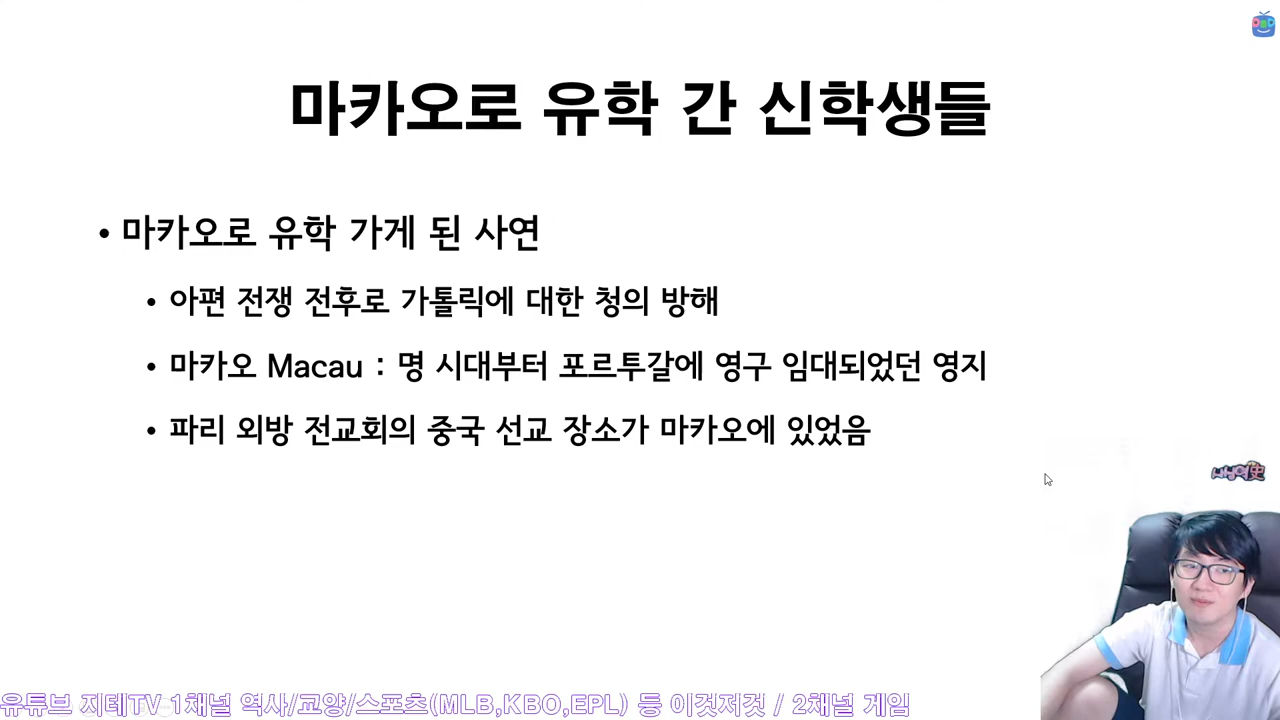 마카오로 유학 간 신학생들
• 마카오로 유학 가게 된 사연
• 아편 전쟁 전후로 가톨릭에 대한 청의 방해
• 마카오 Macau : 명 시대부터 포르투갈에 영구 임대되었던 영지
• 파리 외방 전교회의 중국 선교 장소가 마카오에 있었음
유튜브 지테TV 1채널 역사/교양/스포츠(MLB,KBO,EPL) 등 이것저것 / 2채널 게임